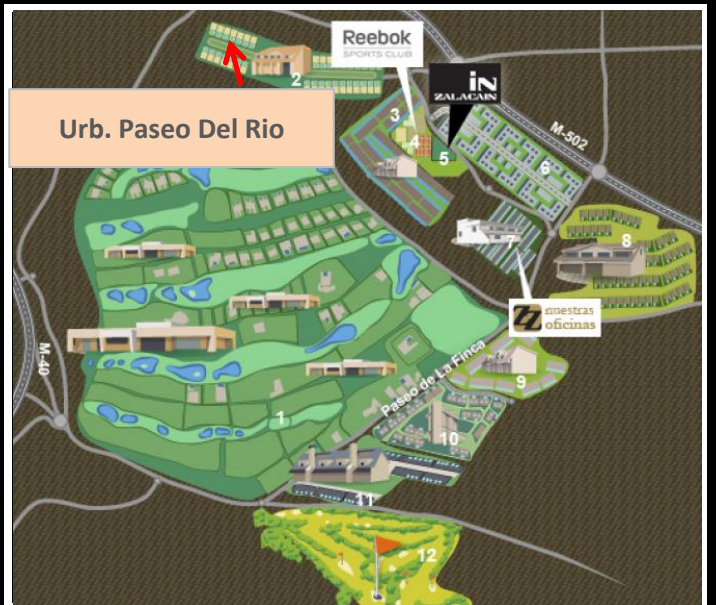 Reebok
SPORTS CLUB
2
in
ZALACAIN
Urb. Paseo Del Rio
3
4
5
M-502
6
7
8
ZZ nuestras
oficinas
M-40
Paseo de La Finca
9
1
10
11
12